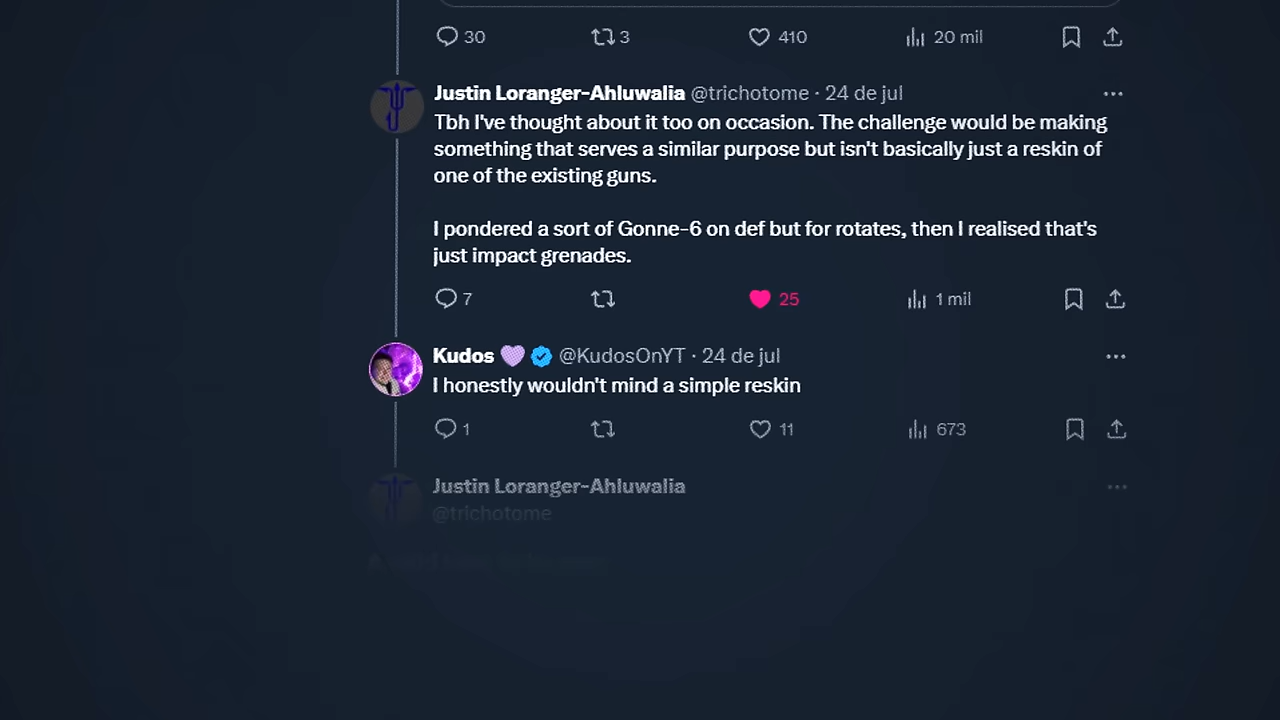 30 3 410 20 mil
Justin Loranger-Ahluwalia @trichotome · 24 de jul
Tbh I've thought about it too on occasion. The challenge would be making
something that serves a similar purpose but isn't basically just a reskin of
one of the existing guns.
I pondered a sort of Gonne-6 on def but for rotates, then I realised that's
just impact grenades.
7 25 1 mil
Kudos 💜 @KudosOnYT · 24 de jul
I honestly wouldn't mind a simple reskin
1 11 673
Justin Loranger-Ahluwalia
@trichotome